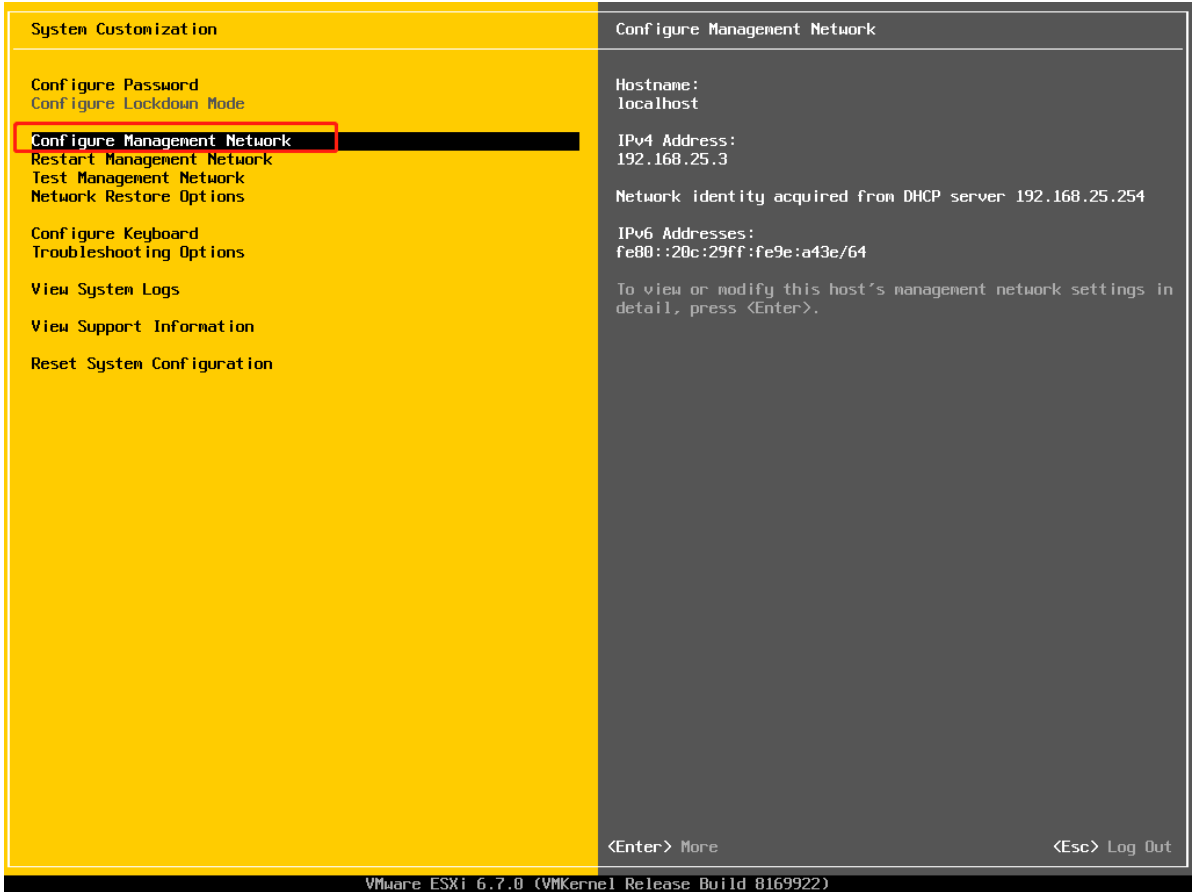 System Customization
Configure Password
Configure Lockdown Mode
Configure Management Network
Restart Management Network
Test Management Network
Network Restore Options
Configure Keyboard
Troubleshooting Options
View System Logs
View Support Information
Reset System Configuration
Configure Management Network
Hostname:
localhost
IPv4 Address:
192.168.25.3
Network identity acquired from DHCP server 192.168.25.254
IPv6 Addresses:
fe80::20c:29ff:fe9e:a43e/64
To view or modify this host's management network settings in
detail, press <Enter>.
<Enter> More
<Esc> Log Out
VMware ESXi 6.7.0 (VMKernel Release Build 8169922)